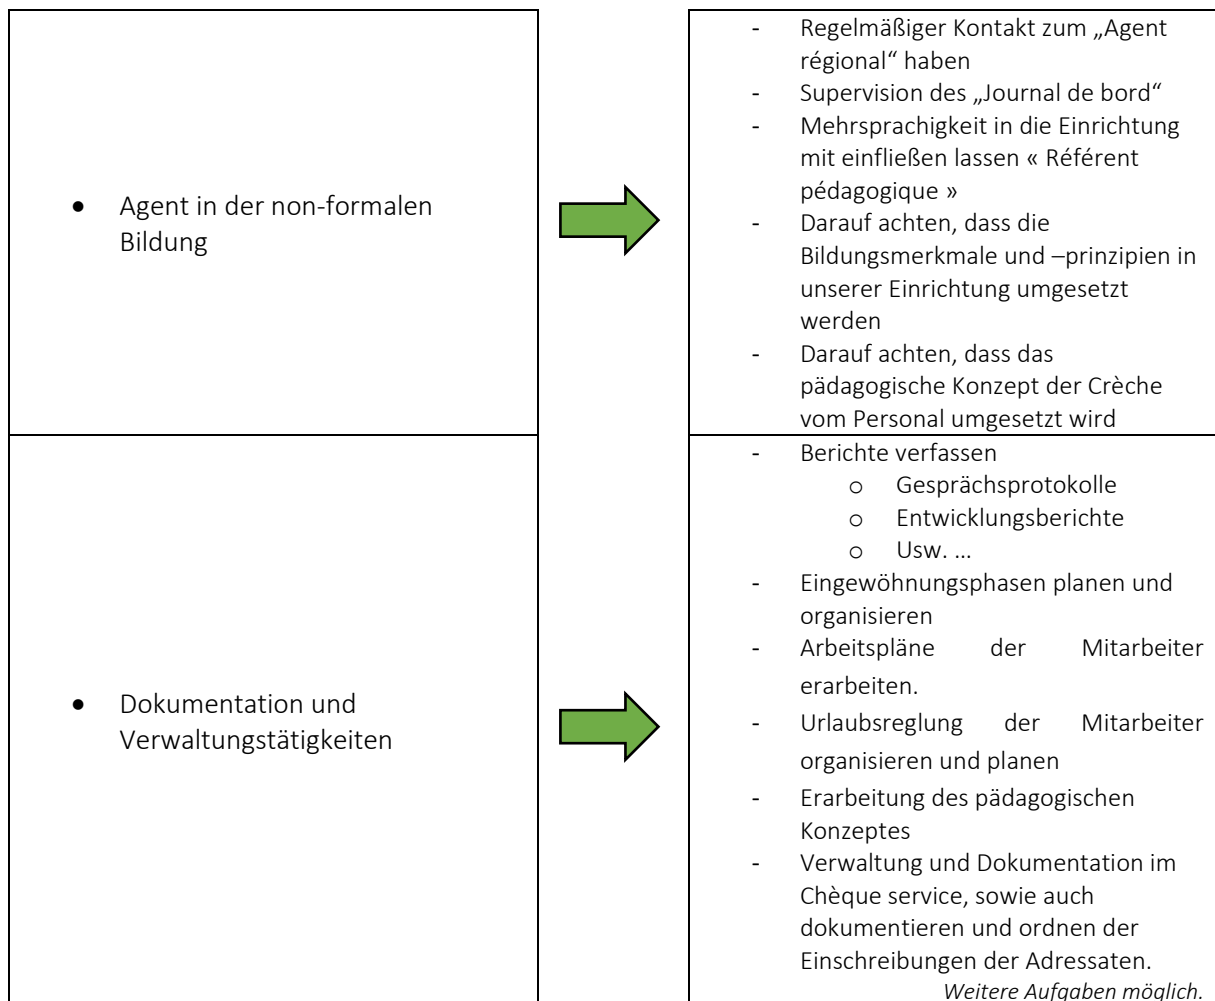 • Agent in der non-formalen
Bildung
- Regelmäßiger Kontakt zum „Agent
régional“ haben
- Supervision des „Journal de bord“
- Mehrsprachigkeit in die Einrichtung
mit einfließen lassen « Référent
pédagogique »
- Darauf achten, dass die
Bildungsmerkmale und –prinzipien in
unserer Einrichtung umgesetzt
werden
- Darauf achten, dass das
pädagogische Konzept der Crèche
vom Personal umgesetzt wird
• Dokumentation und
Verwaltungstätigkeiten
- Berichte verfassen
o Gesprächsprotokolle
o Entwicklungsberichte
o Usw. …
- Eingewöhnungsphasen planen und
organisieren
- Arbeitspläne der Mitarbeiter
erarbeiten.
- Urlaubsreglung der Mitarbeiter
organisieren und planen
- Erarbeitung des pädagogischen
Konzeptes
- Verwaltung und Dokumentation im
Chèque service, sowie auch
dokumentieren und ordnen der
Einschreibungen der Adressaten.
Weitere Aufgaben möglich.